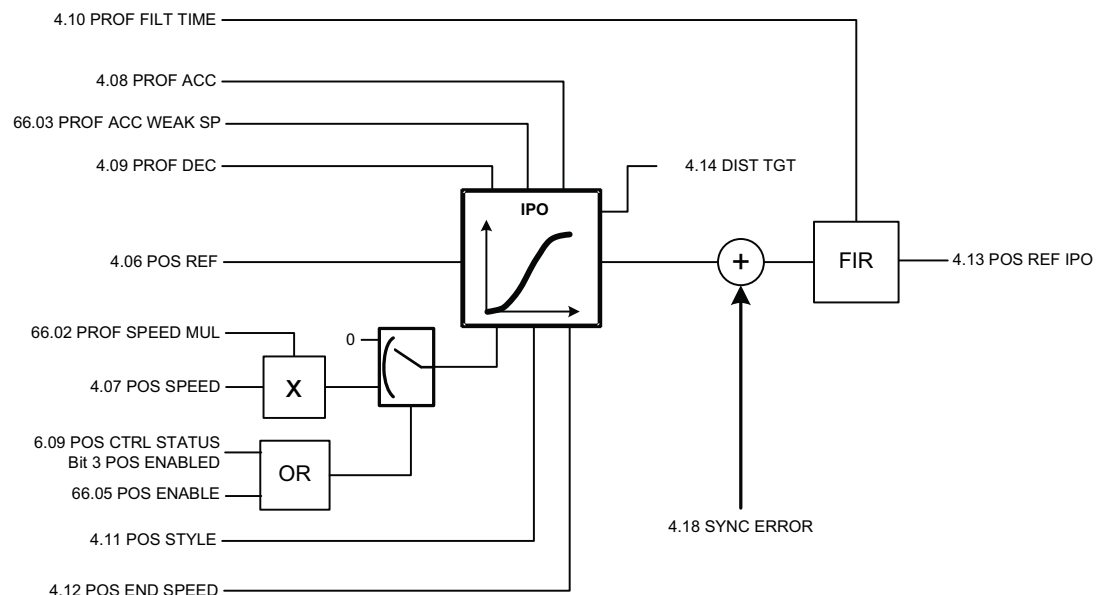 4.10 PROF FILT TIME
4.08 PROF ACC
66.03 PROF ACC WEAK SP
4.09 PROF DEC
4.14 DIST TGT
IPO
4.06 POS REF
+
FIR
4.13 POS REF IPO
66.02 PROF SPEED MUL
0
4.07 POS SPEED
X
6.09 POS CTRL STATUS
Bit 3 POS ENABLED
OR
66.05 POS ENABLE
4.18 SYNC ERROR
4.11 POS STYLE
4.12 POS END SPEED